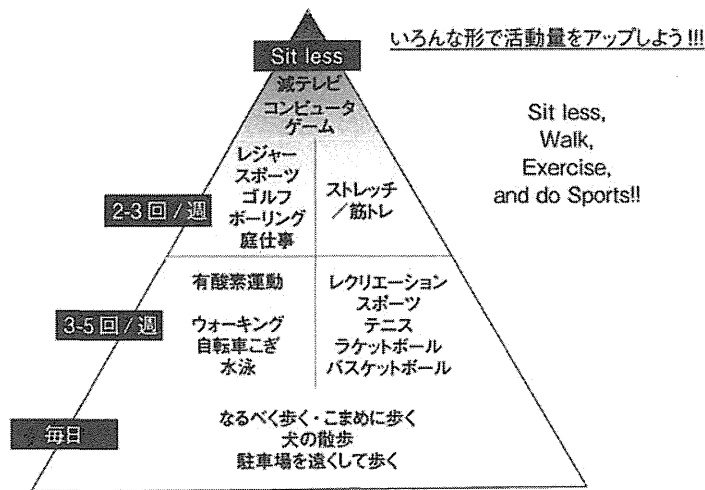 いろんな形で活動量をアップしよう!!!
Sit less
減テレビ
コンピュータ
ゲーム
Sit less,
Walk,
Exercise,
and do Sports!!
2-3回/週
レジャー
スポーツ
ゴルフ
ボーリング
庭仕事
ストレッチ
/筋トレ
3-5回/週
有酸素運動
ウォーキング
自転車こぎ
水泳
レクリエーション
スポーツ
テニス
ラケットボール
バスケットボール
毎日
なるべく歩く・こまめに歩く
犬の散歩
駐車場を遠くして歩く